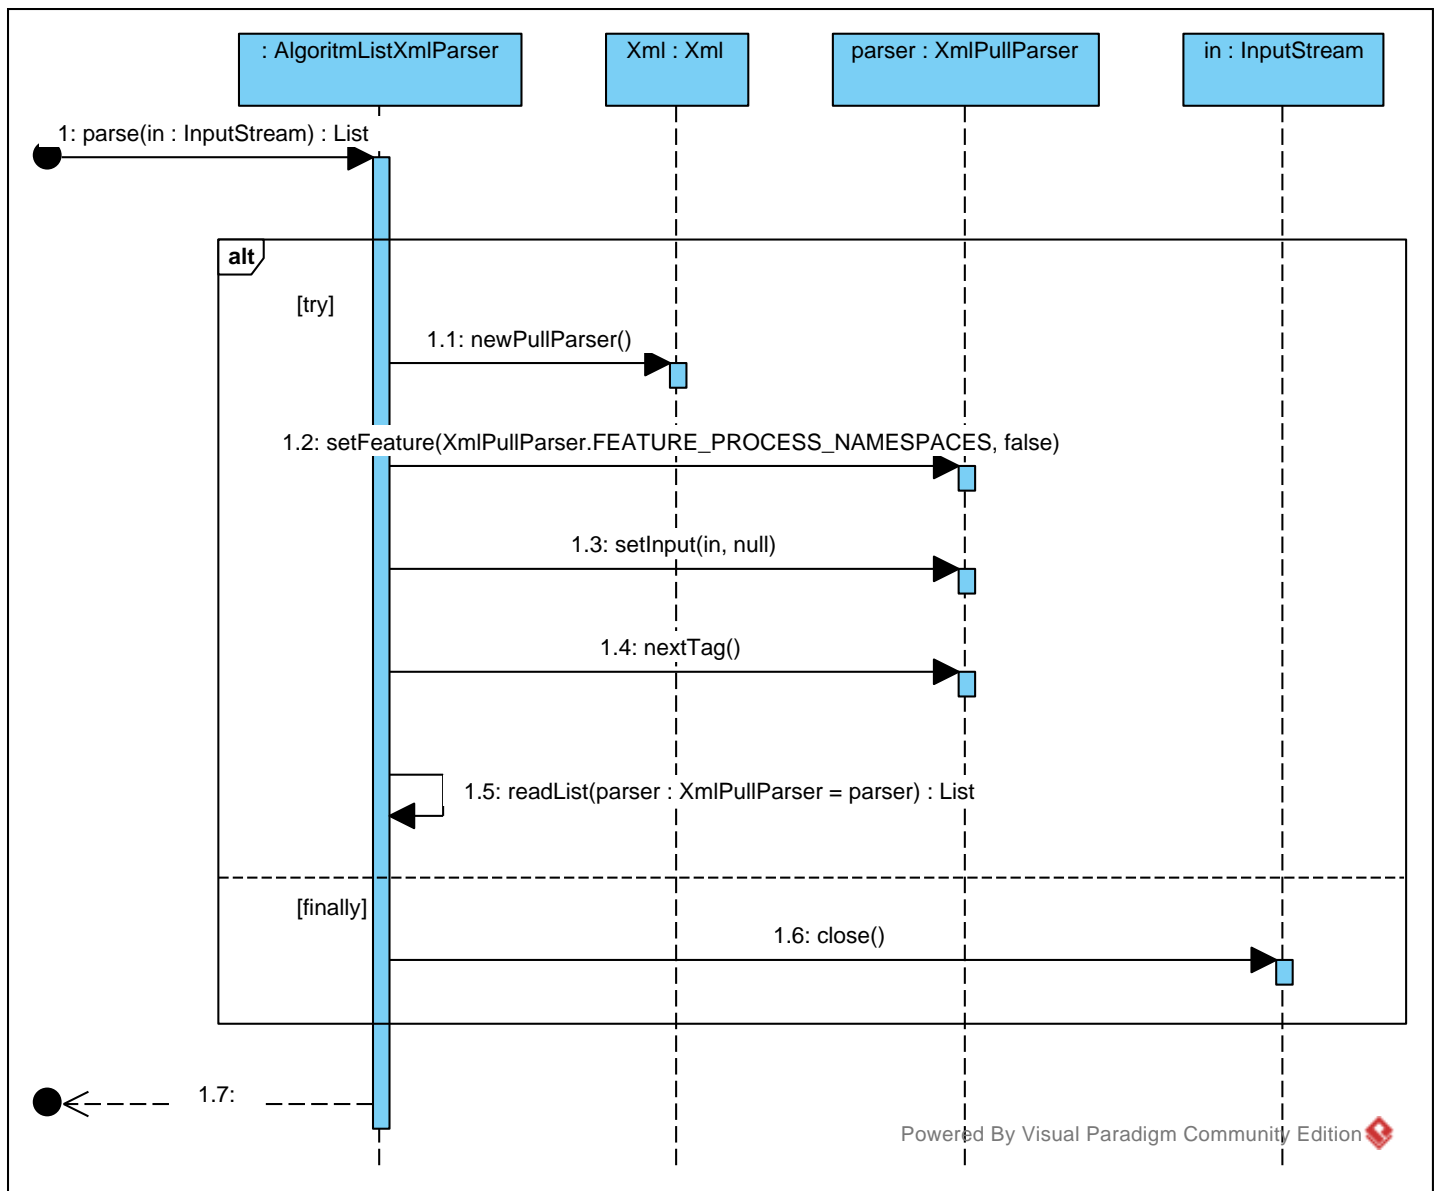 : AlgoritmListXmlParser
Xml : Xml
parser : XmlPullParser
in : InputStream
1: parse(in : InputStream) : List
alt
[try]
1.1: newPullParser()
1.2: setFeature(XmlPullParser.FEATURE_PROCESS_NAMESPACES, false)
1.3: setInput(in, null)
1.4: nextTag()
1.5: readList(parser : XmlPullParser = parser) : List
[finally]
1.6: close()
1.7:
Powered By Visual Paradigm Community Edition